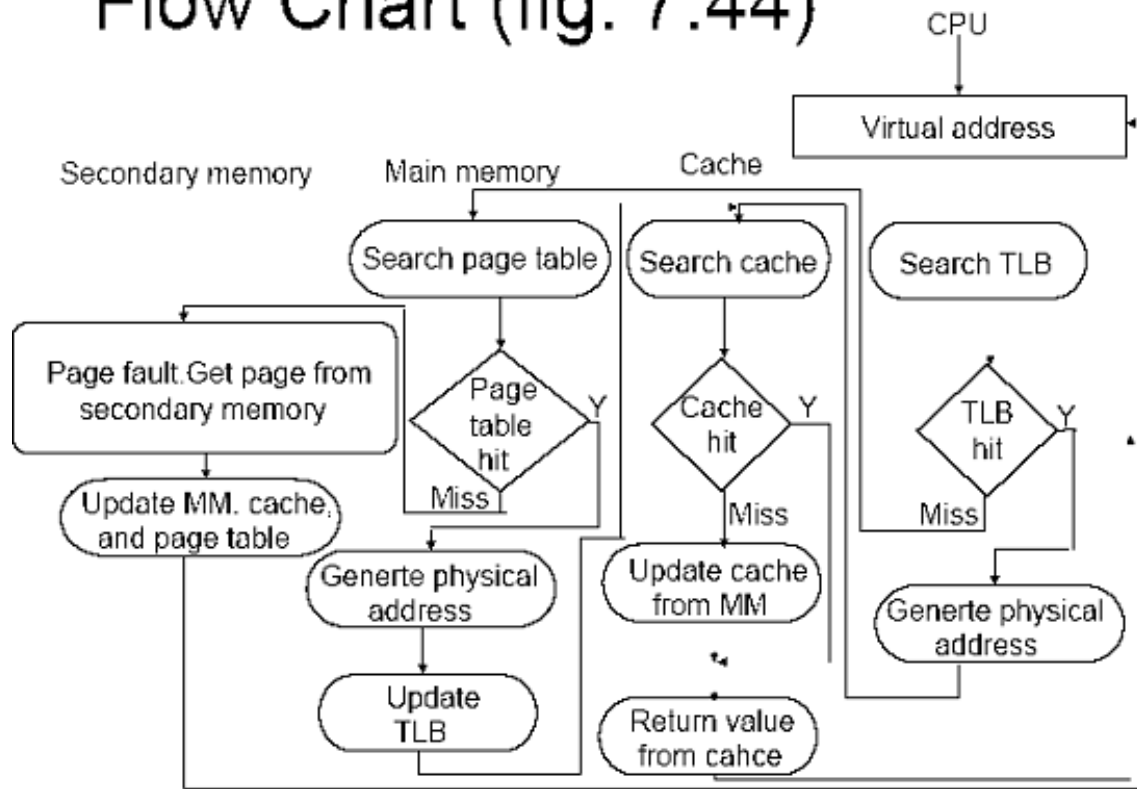 Flow Chart (fig. 7.44)
CPU
Virtual address
Secondary memory
Main memory
Cache
Search page table
Search cache
Search TLB
Page fault.Get page from
secondary memory
Page
table
hit
Y
Miss
Cache
hit
Y
Miss
TLB
hit
Y
Miss
Update MM. cache,
and page table
Generte physical
address
Update
TLB
Update cache
from MM
Return value
from cahce
Generte physical
address